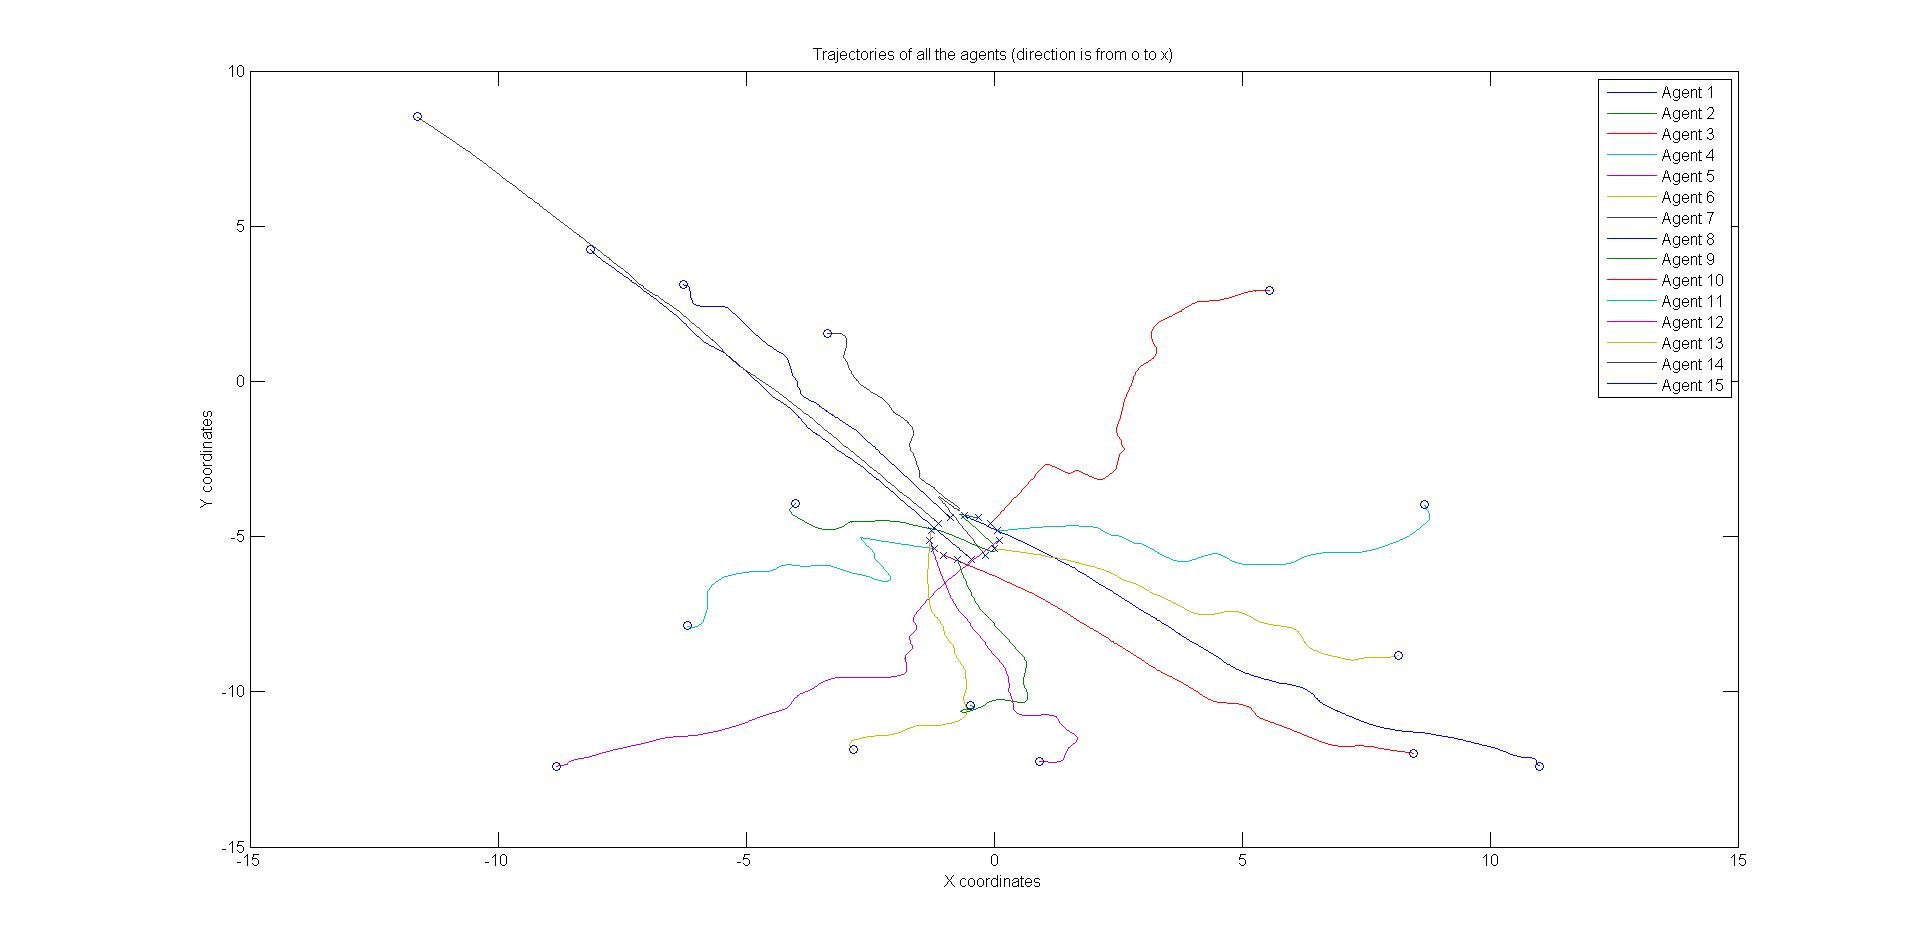 Trajectories of all the agents (direction is from o to x)
10
5
0
-5
-10
-15
Y coordinates
-15
-10
-5
0
5
10
15
X coordinates
Agent 1
Agent 2
Agent 3
Agent 4
Agent 5
Agent 6
Agent 7
Agent 8
Agent 9
Agent 10
Agent 11
Agent 12
Agent 13
Agent 14
Agent 15